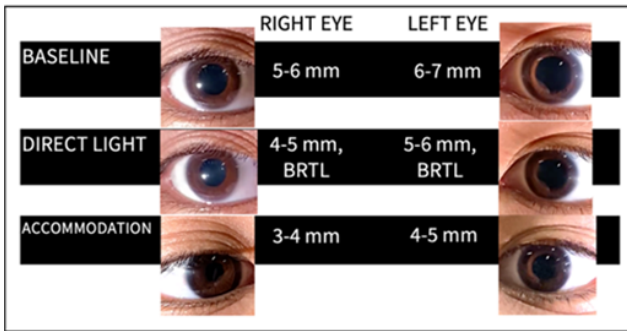 RIGHT EYE LEFT EYE
BASELINE 5-6 mm 6-7 mm
DIRECT LIGHT 4-5 mm, 5-6 mm,
BRTL BRTL
ACCOMMODATION 3-4 mm 4-5 mm